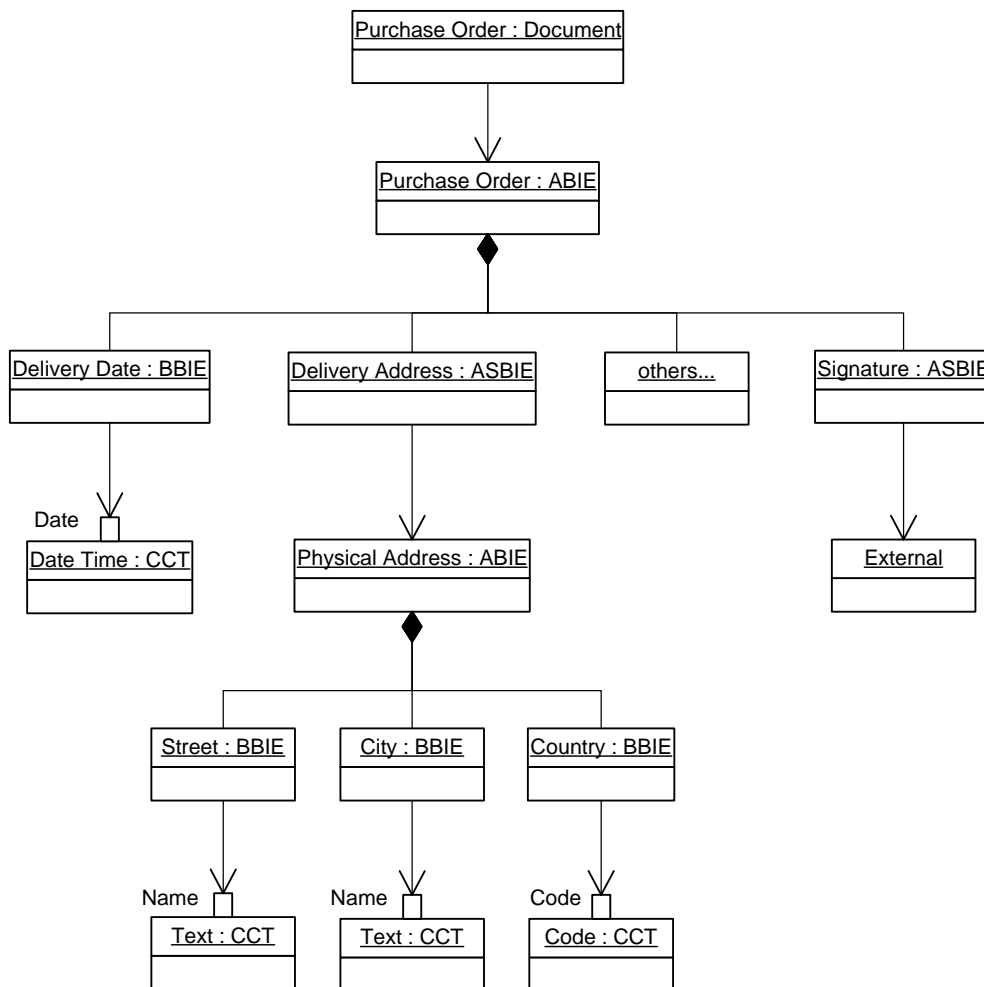 Purchase Order : Document
Purchase Order : ABIE
Delivery Date : BBIE
Delivery Address : ASBIE
others...
Signature : ASBIE
Date
Date Time : CCT
Physical Address : ABIE
External
Street : BBIE
City : BBIE
Country : BBIE
Name
Name
Code
Text : CCT
Text : CCT
Code : CCT